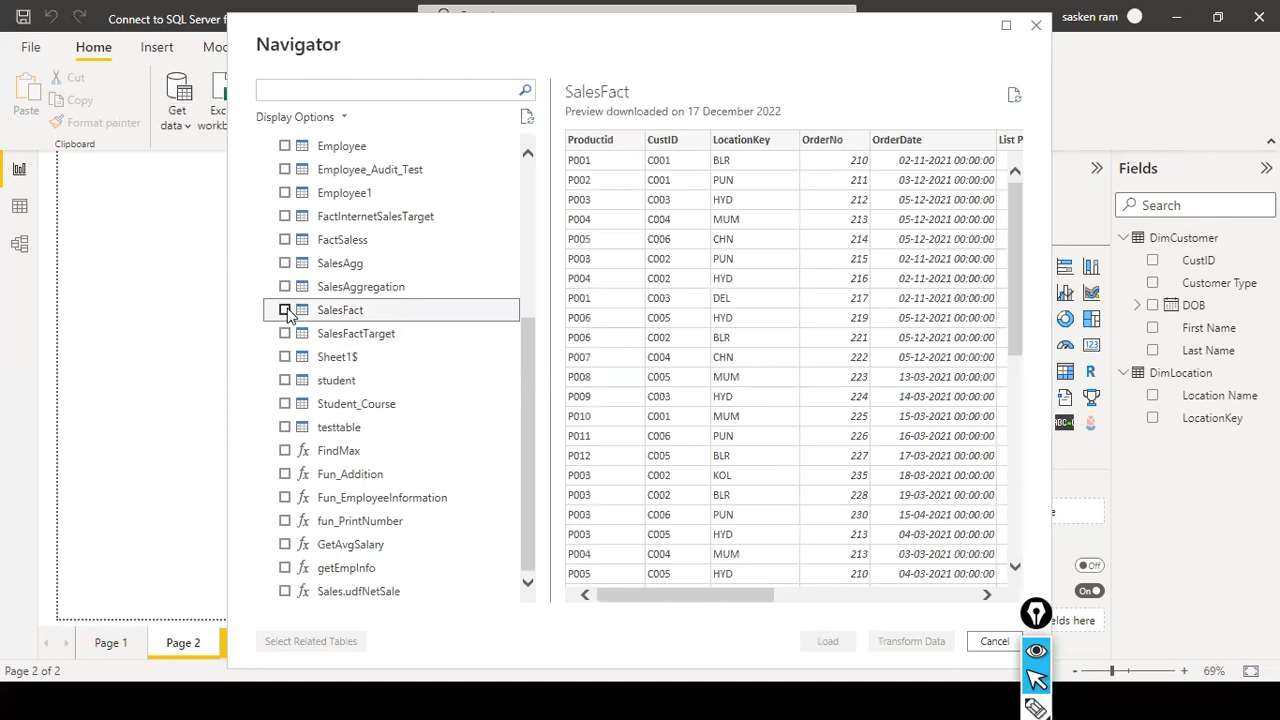 Connect to SQL Server f
sasken ram
File
Home
Insert
Mo
Cut
Copy
Format painter
Paste
Clipboard
Get
data
Exc
workb
Navigator
Display Options
Employee
Employee_Audit_Test
Employee1
FactInternetSalesTarget
FactSaless
SalesAgg
SalesAggregation
SalesFact
SalesFactTarget
Sheet1$
student
Student_Course
testtable
fx FindMax
fx Fun_Addition
fx Fun_EmployeeInformation
fx fun_PrintNumber
fx GetAvgSalary
fx getEmpInfo
fx Sales.udfNetSale
Select Related Tables
SalesFact
Preview downloaded on 17 December 2022
Productid CustID LocationKey OrderNo OrderDate List P
P001 C001 BLR 210 02-11-2021 00:00:00
P002 C001 PUN 211 03-12-2021 00:00:00
P003 C003 HYD 212 05-12-2021 00:00:00
P004 C004 MUM 213 05-12-2021 00:00:00
P005 C006 CHN 214 05-12-2021 00:00:00
P003 C002 PUN 215 02-11-2021 00:00:00
P004 C002 HYD 216 02-11-2021 00:00:00
P001 C003 DEL 217 02-11-2021 00:00:00
P006 C005 HYD 219 05-12-2021 00:00:00
P006 C002 BLR 221 05-12-2021 00:00:00
P007 C004 CHN 222 05-12-2021 00:00:00
P008 C005 MUM 223 13-03-2021 00:00:00
P009 C003 HYD 224 14-03-2021 00:00:00
P010 C001 MUM 225 15-03-2021 00:00:00
P011 C006 PUN 226 16-03-2021 00:00:00
P012 C005 BLR 227 17-03-2021 00:00:00
P003 C002 KOL 235 18-03-2021 00:00:00
P003 C002 BLR 228 19-03-2021 00:00:00
P003 C006 PUN 230 15-04-2021 00:00:00
P003 C005 HYD 213 04-03-2021 00:00:00
P004 C004 MUM 213 03-03-2021 00:00:00
P005 C005 HYD 210 04-03-2021 00:00:00
Load
Transform Data
Cancel
Fields
Search
DimCustomer
CustID
Customer Type
DOB
First Name
Last Name
DimLocation
Location Name
LocationKey
123
R
Off
On
elds here
Page 1
Page 2
Page 2 of 2
- + 69%